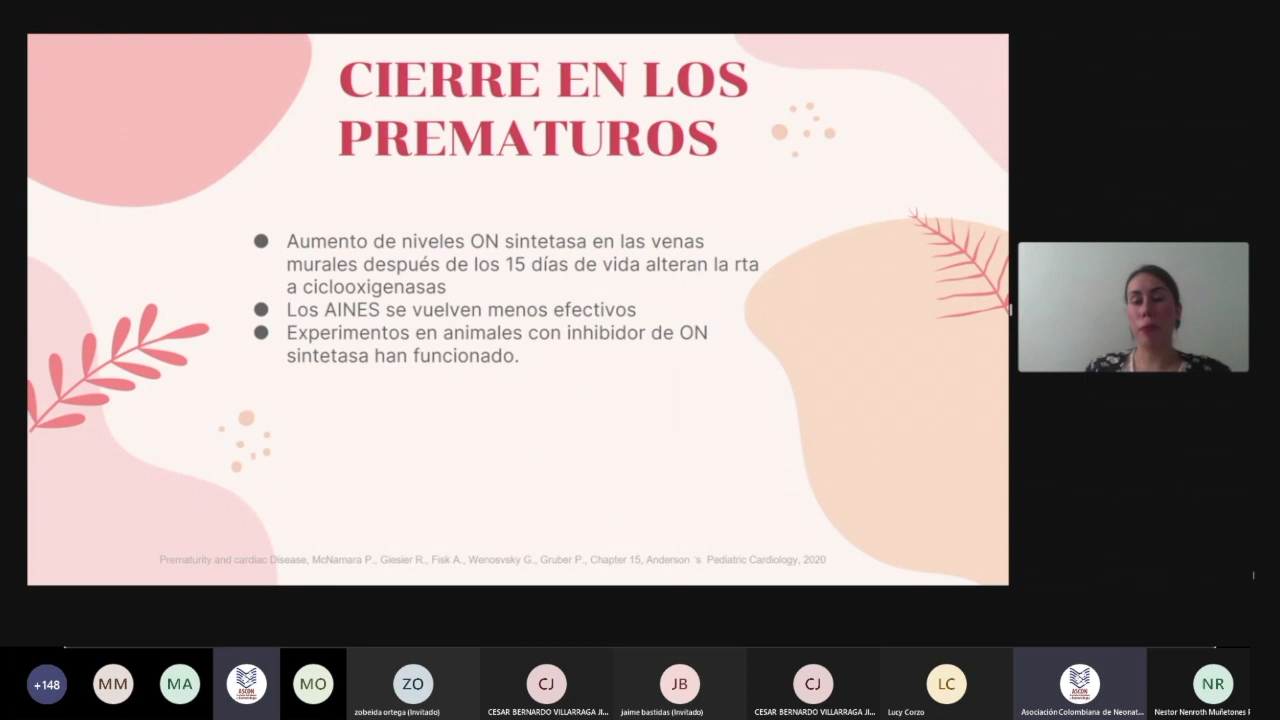 CIERRE EN LOS
PREMATUROS
● Aumento de niveles ON sintetasa en las venas
murales después de los 15 días de vida alteran la rta
a ciclooxigenasas
● Los AINES se vuelven menos efectivos
● Experimentos en animales con inhibidor de ON
sintetasa han funcionado.
Prematurity and cardiac Disease, McNamara P., Giesier R., Fisk A., Wenosvsky G., Gruber P., Chapter 15, Anderson ´s Pediatric Cardiology, 2020
+148
MM
MA
ASCON
MO
ZO
CJ
JB
CJ
LC
ASCON
NR
zobeida ortega (Invitado)
CESAR BERNARDO VILLARRAGA JI...
jaime bastidas (Invitado)
CESAR BERNARDO VILLARRAGA JI...
Lucy Corzo
Asociación Colombiana de Neonat...
Nestor Nenroth Muñetones